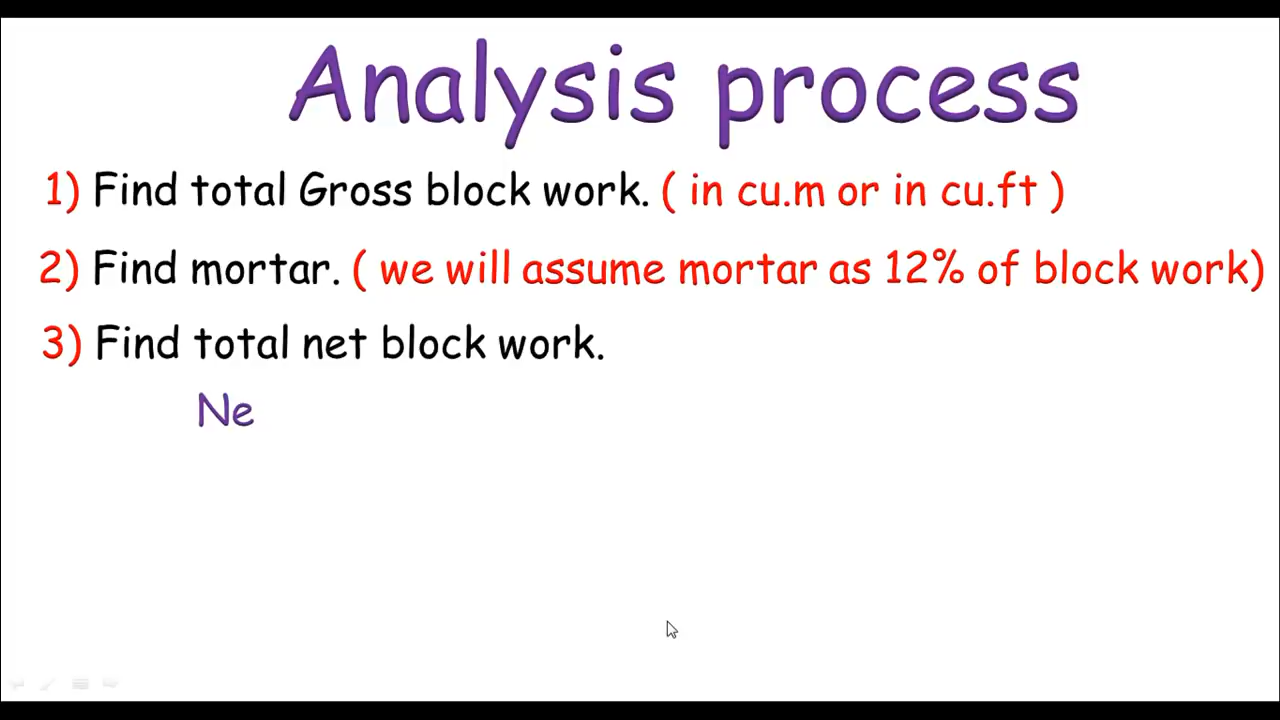 Analysis process
1) Find total Gross block work. ( in cu.m or in cu.ft )
2) Find mortar. ( we will assume mortar as 12% of block work)
3) Find total net block work.
Ne